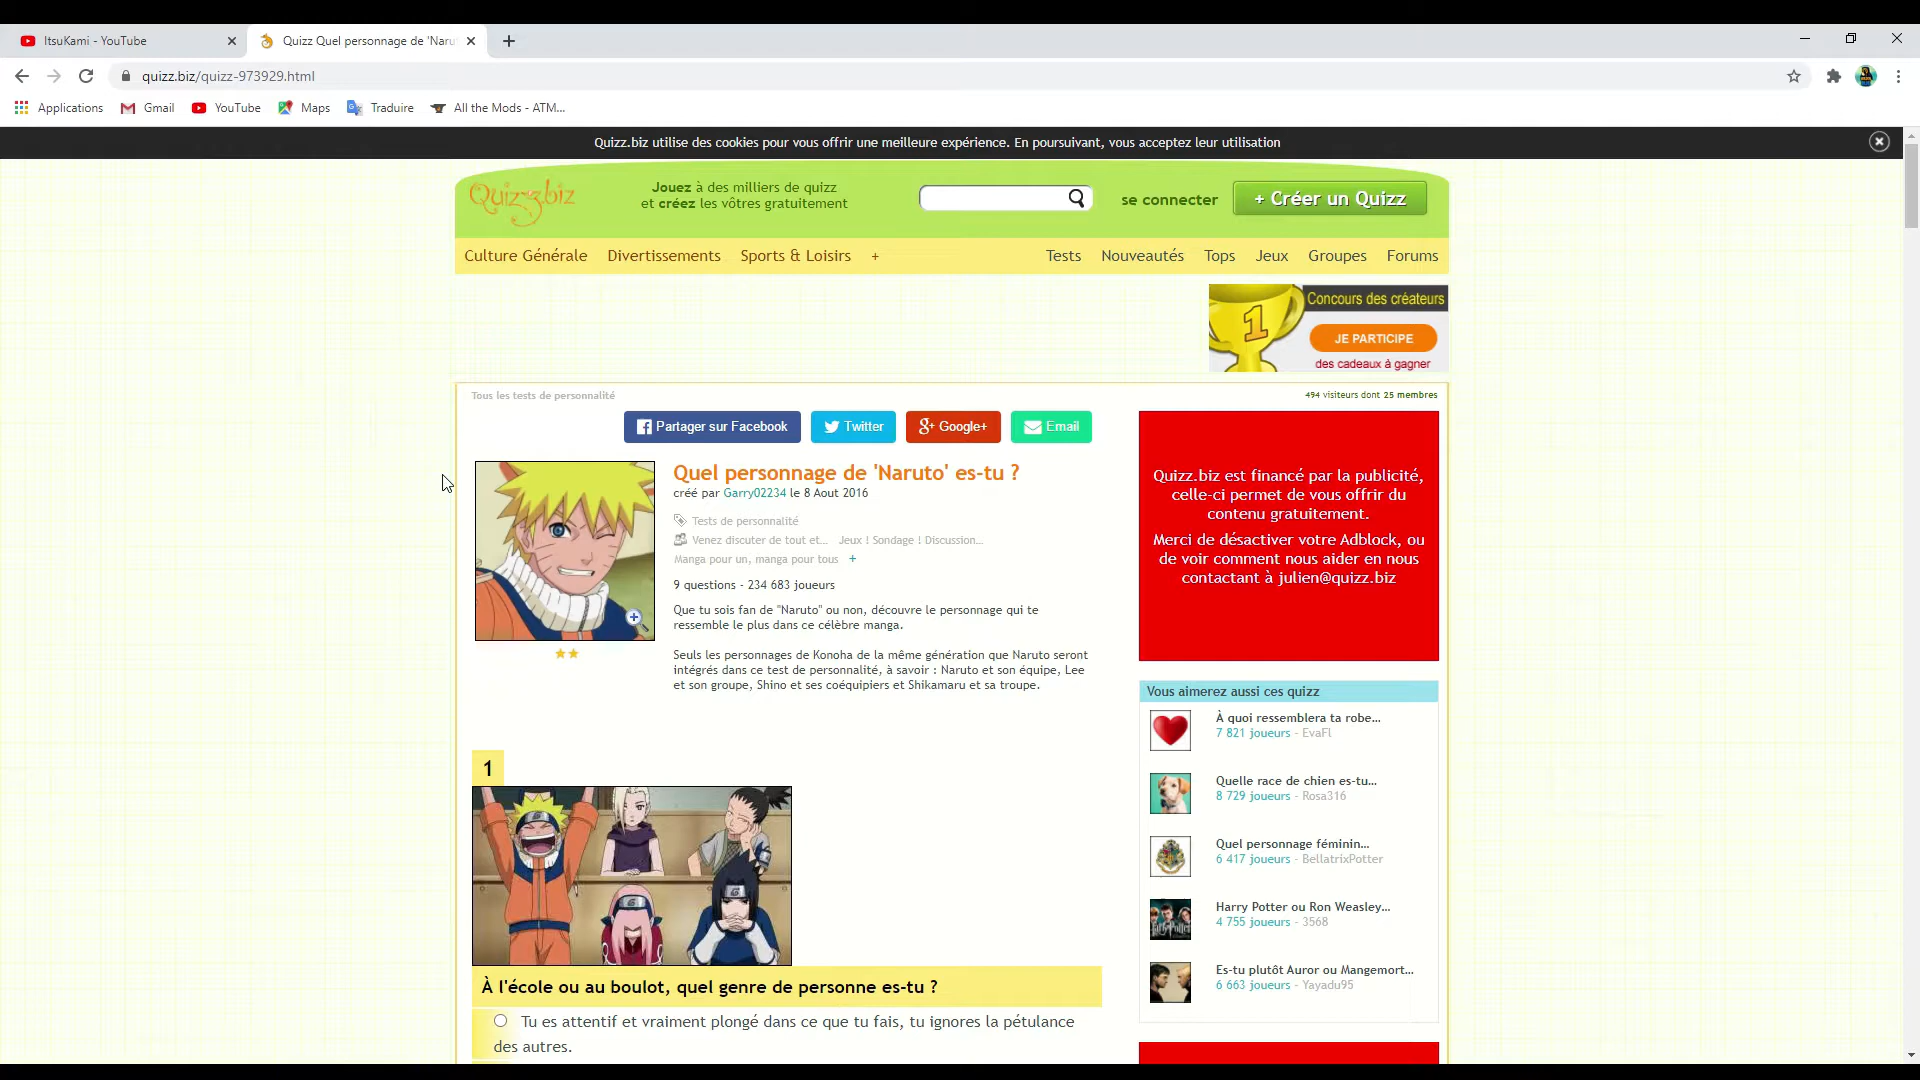 ItsuKami - YouTube
Quizz Quel personnage de 'Naru
quizz.biz/quizz-973929.html
Applications
Gmail
YouTube
Maps
Traduire
All the Mods - ATM...
Quizz.biz utilise des cookies pour vous offrir une meilleure expérience. En poursuivant, vous acceptez leur utilisation
Quizz.biz
Jouez à des milliers de quizz
et créez les vôtres gratuitement
se connecter
+ Créer un Quizz
Culture Générale
Divertissements
Sports & Loisirs
+
Tests
Nouveautés
Tops
Jeux
Groupes
Forums
1
Concours des créateurs
JE PARTICIPE
des cadeaux à gagner
Tous les tests de personnalité
494 visiteurs dont 25 membres
Partager sur Facebook
Twitter
g+ Google+
Email
Quel personnage de 'Naruto' es-tu ?
créé par Garry02234 le 8 Aout 2016
Tests de personnalité
Venez discuter de tout et...
Jeux ! Sondage ! Discussion...
Manga pour un, manga pour tous +
9 questions - 234 683 joueurs
Que tu sois fan de "Naruto" ou non, découvre le personnage qui te
ressemble le plus dans ce célèbre manga.
Seuls les personnages de Konoha de la même génération que Naruto seront
intégrés dans ce test de personnalité, à savoir : Naruto et son équipe, Lee
et son groupe, Shino et ses coéquipiers et Shikamaru et sa troupe.
1
À l'école ou au boulot, quel genre de personne es-tu ?
Tu es attentif et vraiment plongé dans ce que tu fais, tu ignores la pétulance
des autres.
Quizz.biz est financé par la publicité,
celle-ci permet de vous offrir du
contenu gratuitement.
Merci de désactiver votre Adblock, ou
de voir comment nous aider en nous
contactant à julien@quizz.biz
Vous aimerez aussi ces quizz
À quoi ressemblera ta robe...
7 821 joueurs - EvaFl
Quelle race de chien es-tu...
8 729 joueurs - Rosa316
Quel personnage féminin...
6 417 joueurs - BellatrixPotter
Harry Potter ou Ron Weasley...
4 755 joueurs - 3568
Es-tu plutôt Auror ou Mangemort...
6 663 joueurs - Yayadu95